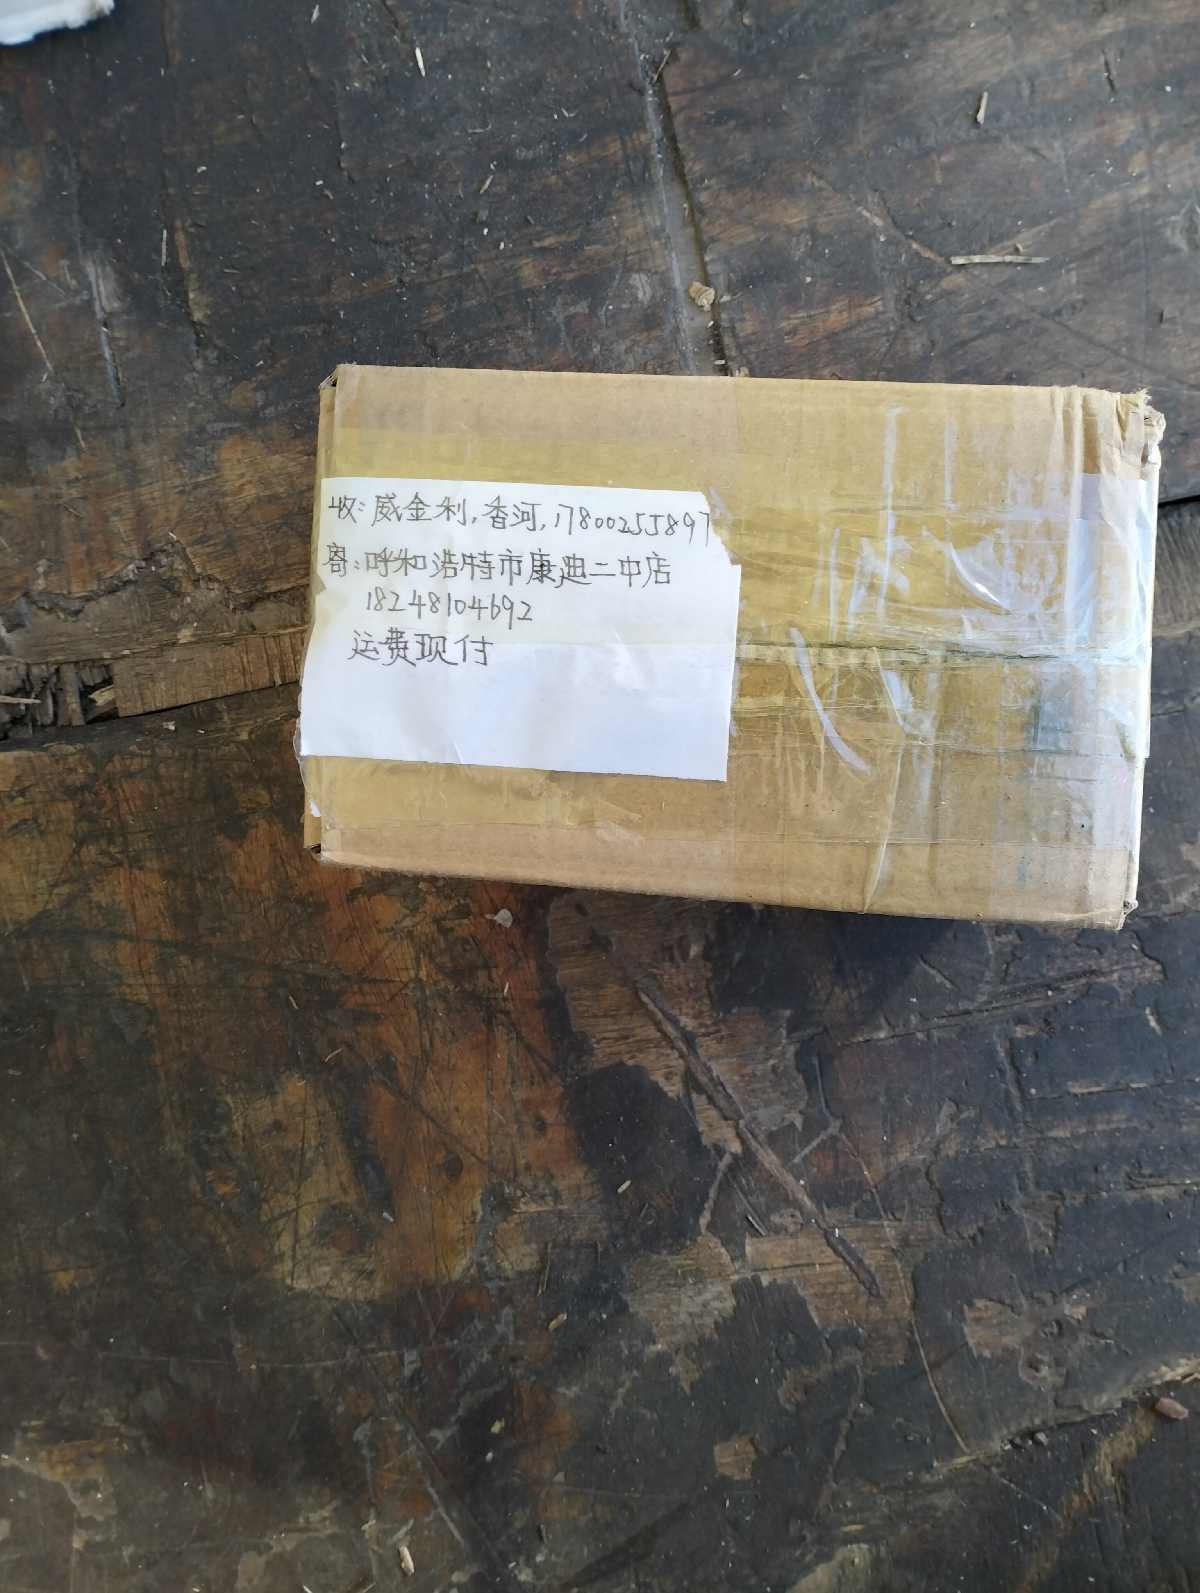 收：威金利，香河，17800255897
寄：呼和浩特市康迪二中店
18248104692
运费现付